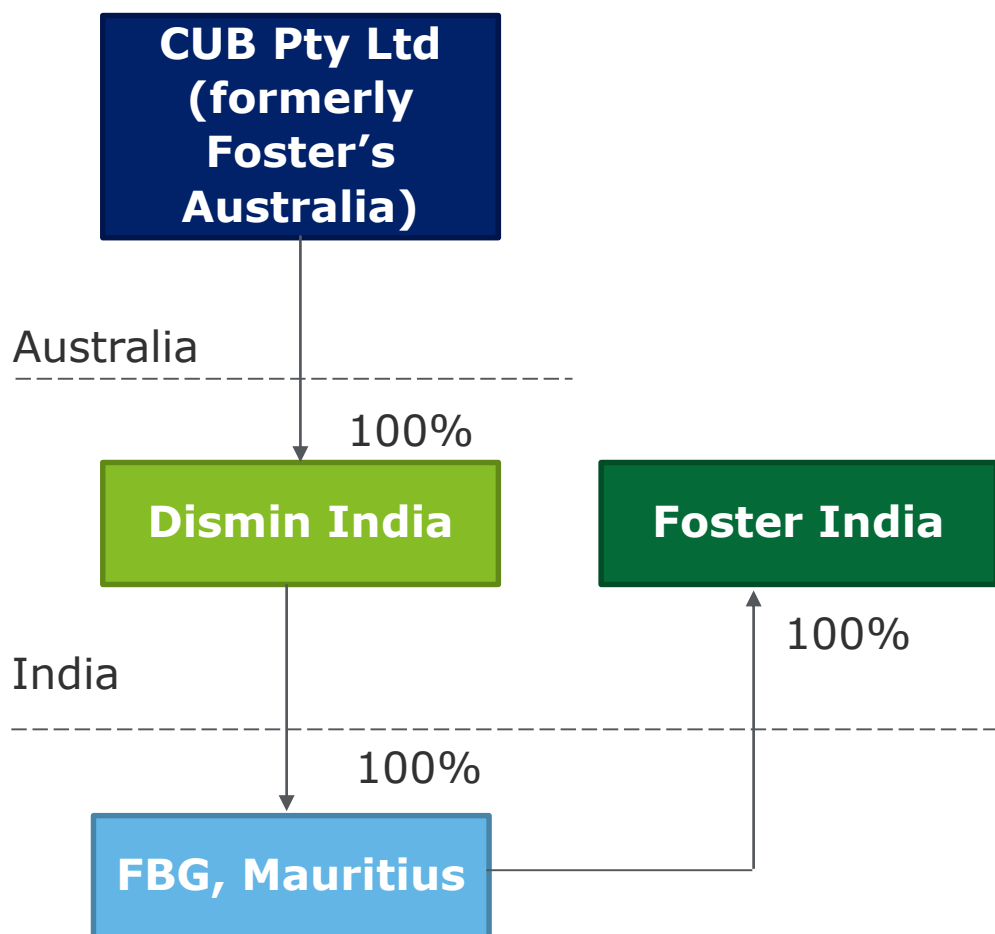 CUB Pty Ltd
(formerly
Foster’s
Australia)
Australia
100%
Dismin India
Foster India
100%
India
100%
FBG, Mauritius